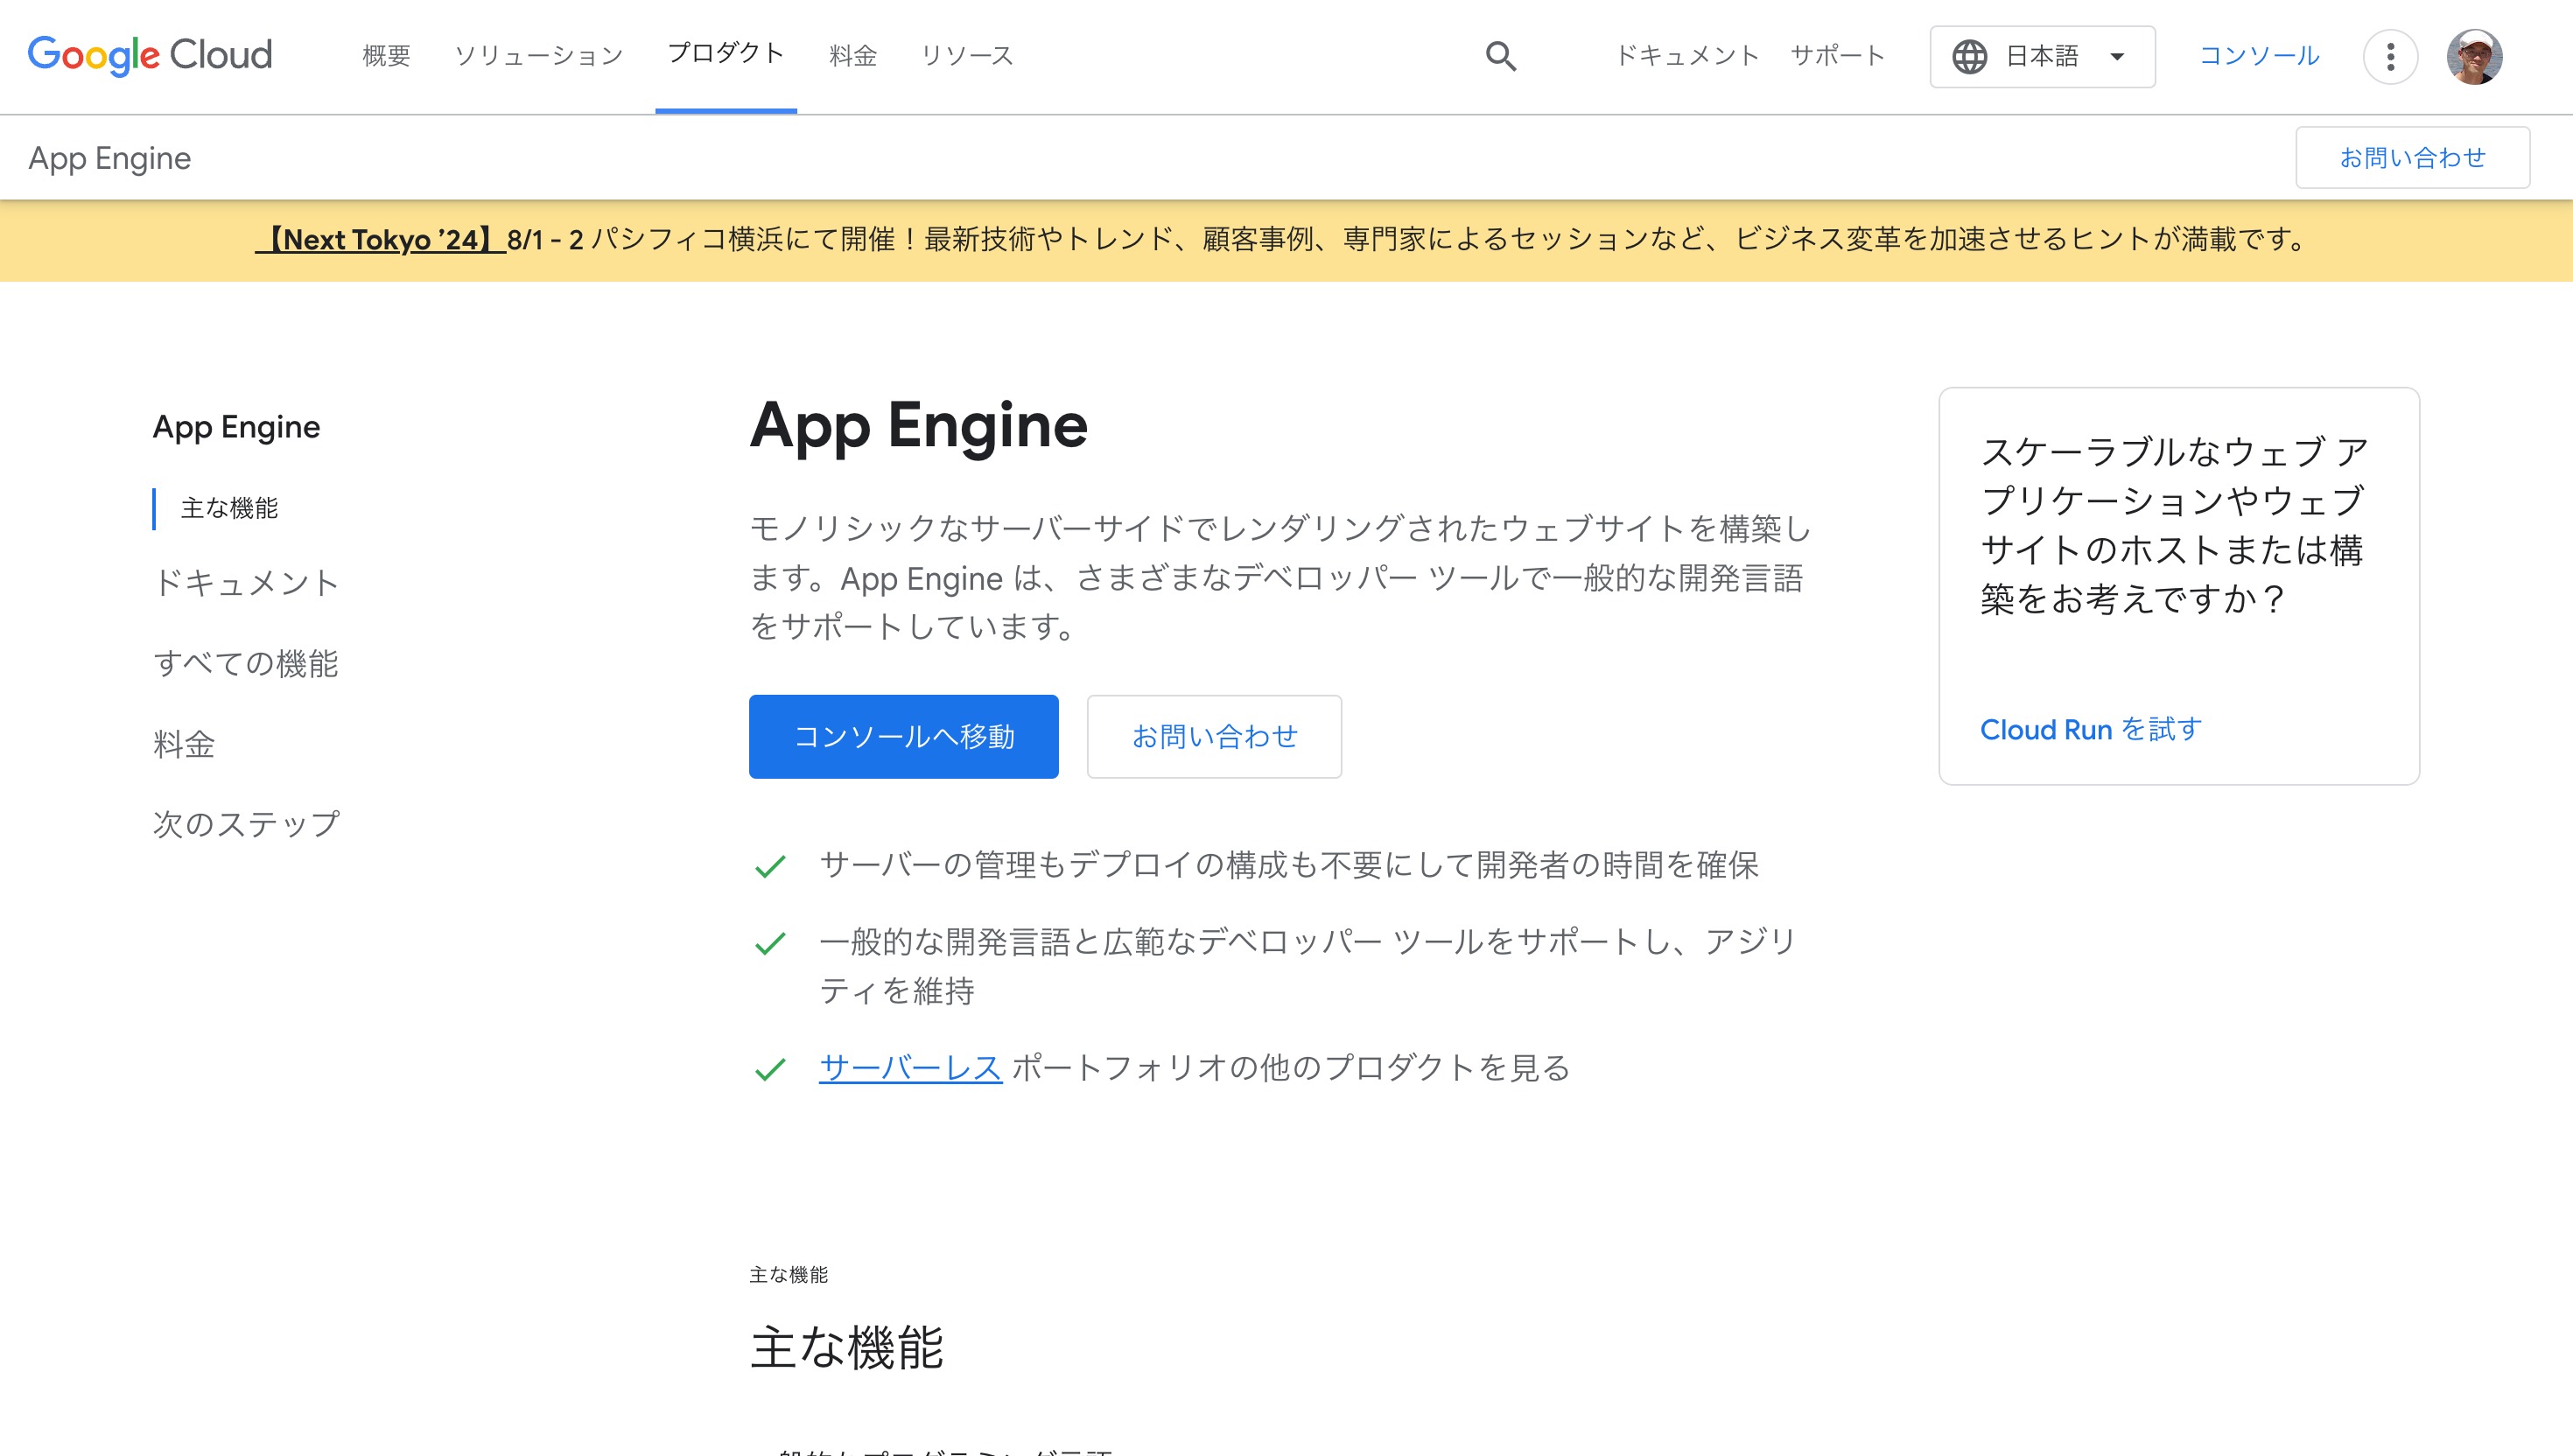 Google Cloud
概要
ソリューション
プロダクト
料金
リソース
ドキュメント
サポート
日本語
コンソール
App Engine
お問い合わせ
【Next Tokyo ’24】8/1 - 2 パシフィコ横浜にて開催！最新技術やトレンド、顧客事例、専門家によるセッションなど、ビジネス変革を加速させるヒントが満載です。
App Engine
主な機能
ドキュメント
すべての機能
料金
次のステップ
App Engine
モノリシックなサーバーサイドでレンダリングされたウェブサイトを構築し
ます。App Engine は、さまざまなデベロッパー ツールで一般的な開発言語
をサポートしています。
コンソールへ移動
お問い合わせ
サーバーの管理もデプロイの構成も不要にして開発者の時間を確保
一般的な開発言語と広範なデベロッパー ツールをサポートし、アジリ
ティを維持
サーバーレス ポートフォリオの他のプロダクトを見る
スケーラブルなウェブ ア
プリケーションやウェブ
サイトのホストまたは構
築をお考えですか？
Cloud Run を試す
主な機能
主な機能